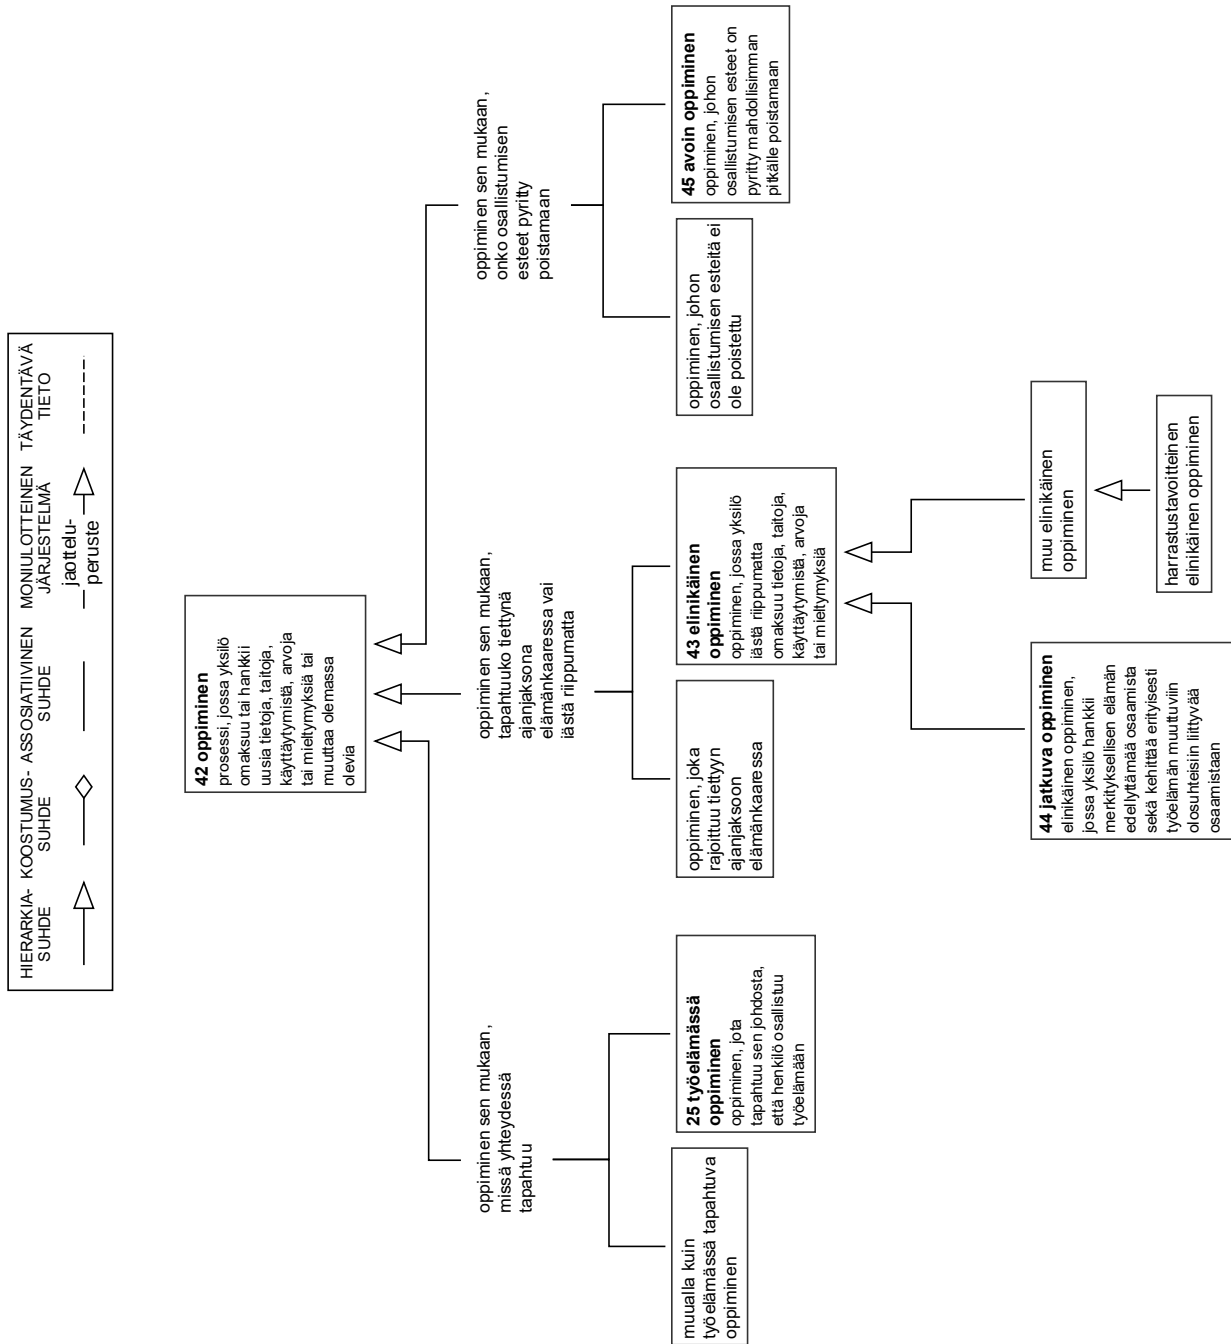 HIERARKIA-
SUHDE
KOOSTUMUS-
SUHDE
ASSOSIATIIVINEN
SUHDE
MONIULOTTEINEN
JÄRJESTELMÄ
jaottelu-
peruste
TÄYDENTÄVÄ
TIETO
42 oppiminen
prosessi, jossa yksilö
omaksuu tai hankkii
uusia tietoja, taitoja,
käyttäytymistä, arvoja
tai mieltymyksiä tai
muuttaa olemassa
olevia
oppiminen sen mukaan,
missä yhteydessä
tapahtuu
oppiminen sen mukaan,
tapahtuuko tiettynä
ajanjaksona
elämänkaaressa vai
iästä riippumatta
oppiminen sen mukaan,
onko osallistumisen
esteet pyritty
poistamaan
muualla kuin
työelämässä tapahtuva
oppiminen
25 työelämässä
oppiminen
oppiminen, jota
tapahtuu sen johdosta,
että henkilö osallistuu
työelämään
oppiminen, joka
rajoittuu tiettyyn
ajanjaksoon
elämänkaaressa
43 elinikäinen
oppiminen
oppiminen, jossa yksilö
iästä riippumatta
omaksuu tietoja, taitoja,
käyttäytymistä, arvoja
tai mieltymyksiä
oppiminen, johon
osallistumisen esteitä ei
ole poistettu
45 avoin oppiminen
oppiminen, johon
osallistumisen esteet on
pyritty mahdollisimman
pitkälle poistamaan
44 jatkuva oppiminen
elinikäinen oppiminen,
jossa yksilö hankkii
merkityksellisen elämän
edellyttämää osaamista
sekä kehittää erityisesti
työelämän muuttuviin
olosuhteisiin liittyvää
osaamistaan
muu elinikäinen
oppiminen
harrastustavoitteinen
elinikäinen oppiminen